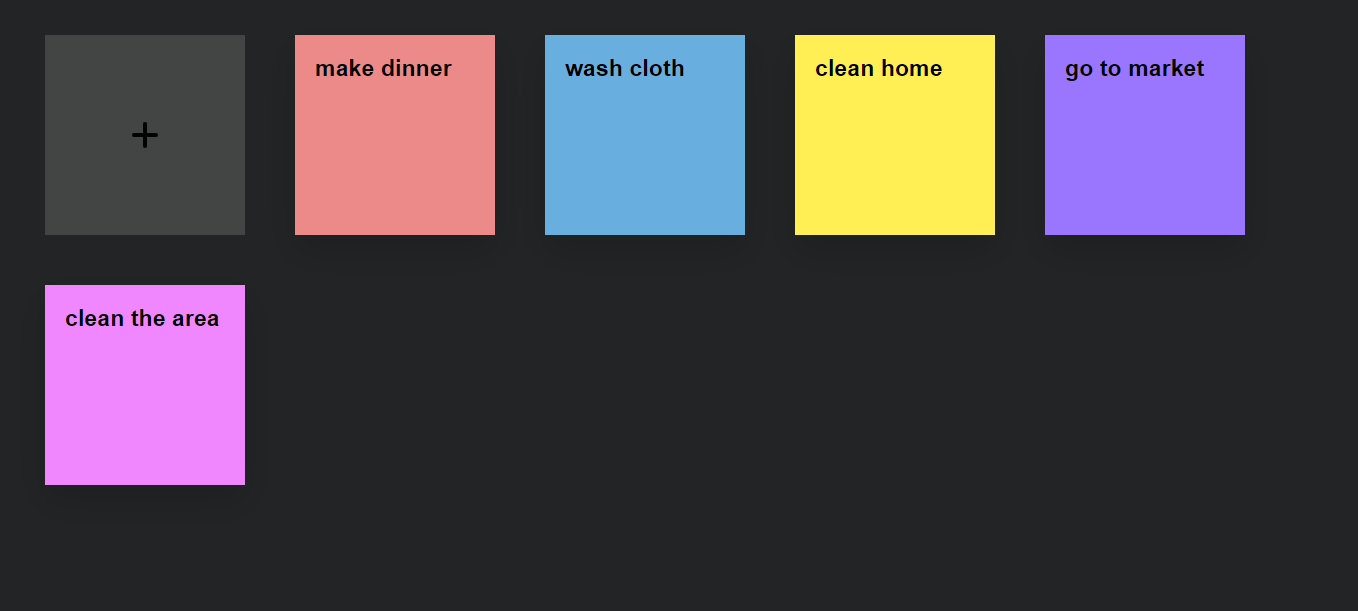 make dinner
wash cloth
clean home
go to market
clean the area